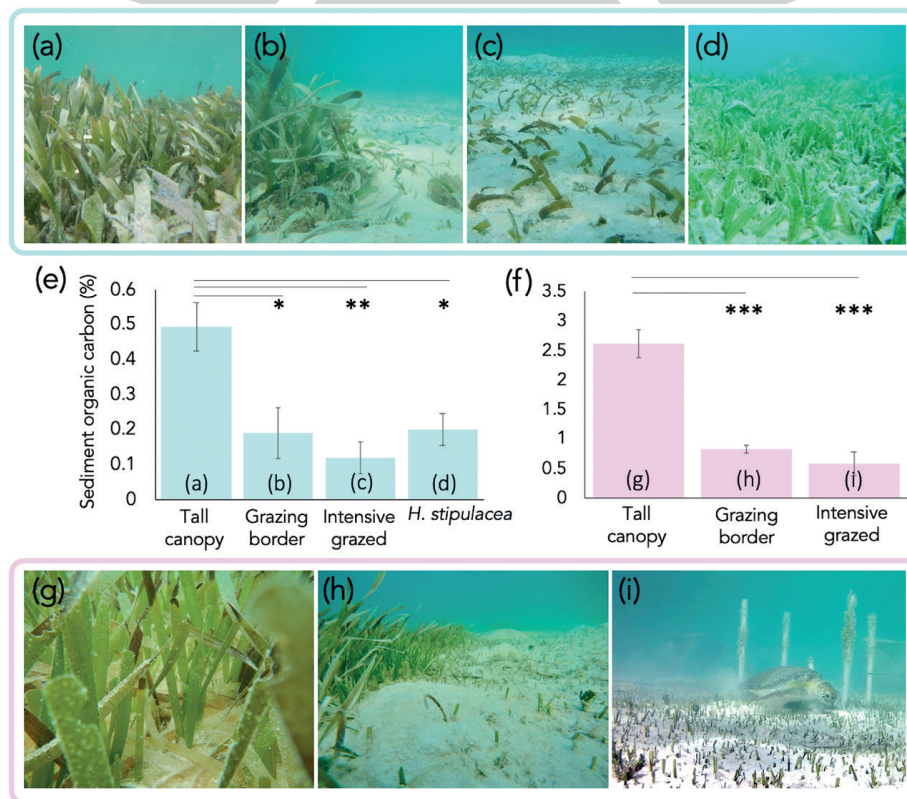 (a)
(b)
(c)
(d)
(e)
Sediment organic carbon (%)
0.6
0.5
0.4
0.3
0.2
0.1
0
*
**
*
(a)
(b)
(c)
(d)
Tall canopy
Grazing border
Intensive grazed
H. stipulacea
(f)
3.5
3
2.5
2
1.5
1
0.5
0
***
***
(g)
(h)
(i)
Tall canopy
Grazing border
Intensive grazed
(g)
(h)
(i)